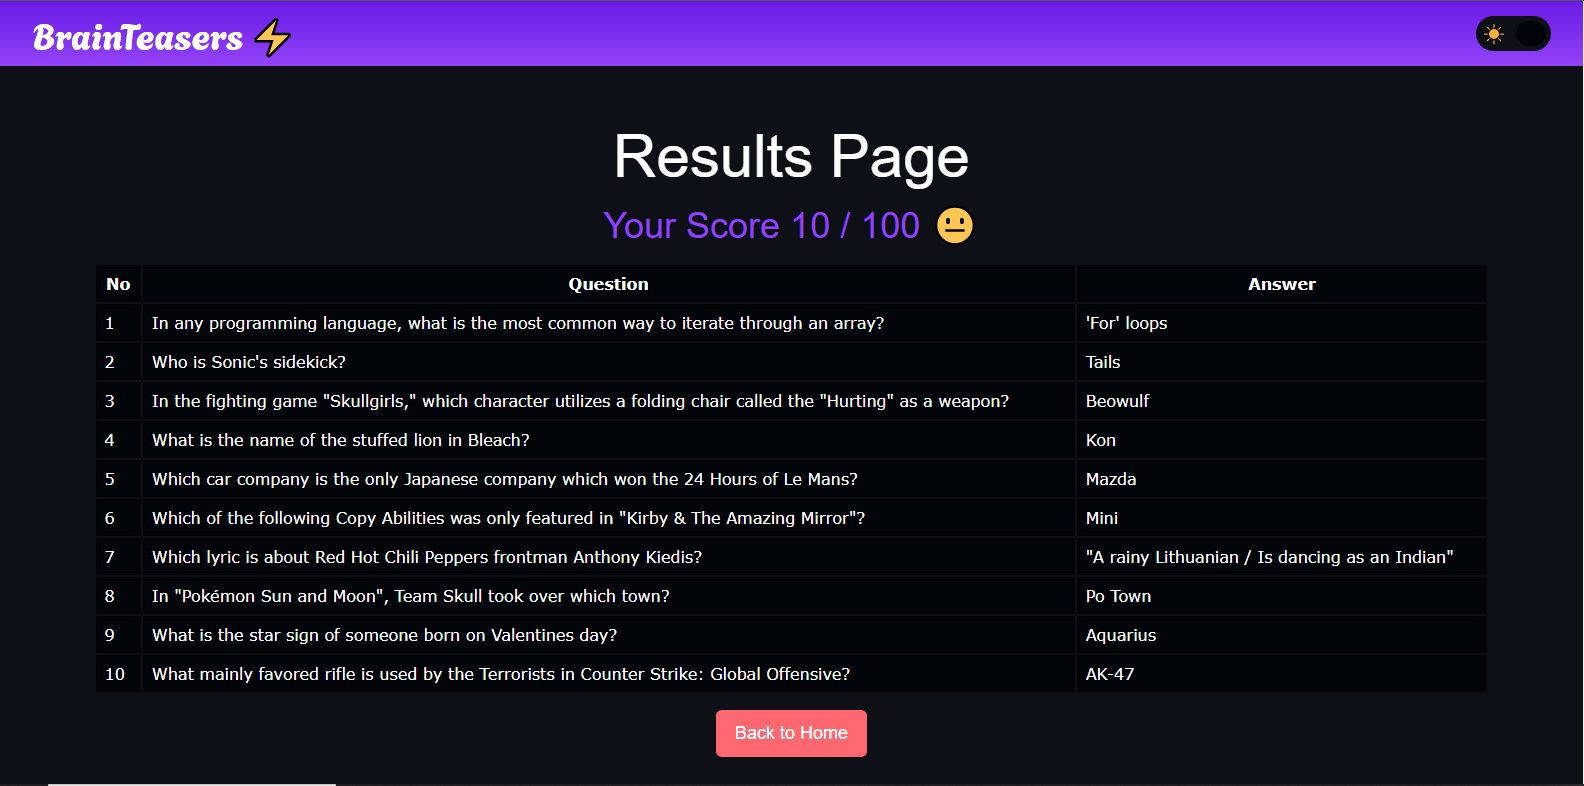 BrainTeasers
Results Page
Your Score 10 / 100
No Question Answer
1 In any programming language, what is the most common way to iterate through an array? 'For' loops
2 Who is Sonic's sidekick? Tails
3 In the fighting game "Skullgirls," which character utilizes a folding chair called the "Hurting" as a weapon? Beowulf
4 What is the name of the stuffed lion in Bleach? Kon
5 Which car company is the only Japanese company which won the 24 Hours of Le Mans? Mazda
6 Which of the following Copy Abilities was only featured in "Kirby & The Amazing Mirror"? Mini
7 Which lyric is about Red Hot Chili Peppers frontman Anthony Kiedis? "A rainy Lithuanian / Is dancing as an Indian"
8 In "Pokémon Sun and Moon", Team Skull took over which town? Po Town
9 What is the star sign of someone born on Valentines day? Aquarius
10 What mainly favored rifle is used by the Terrorists in Counter Strike: Global Offensive? AK-47
Back to Home